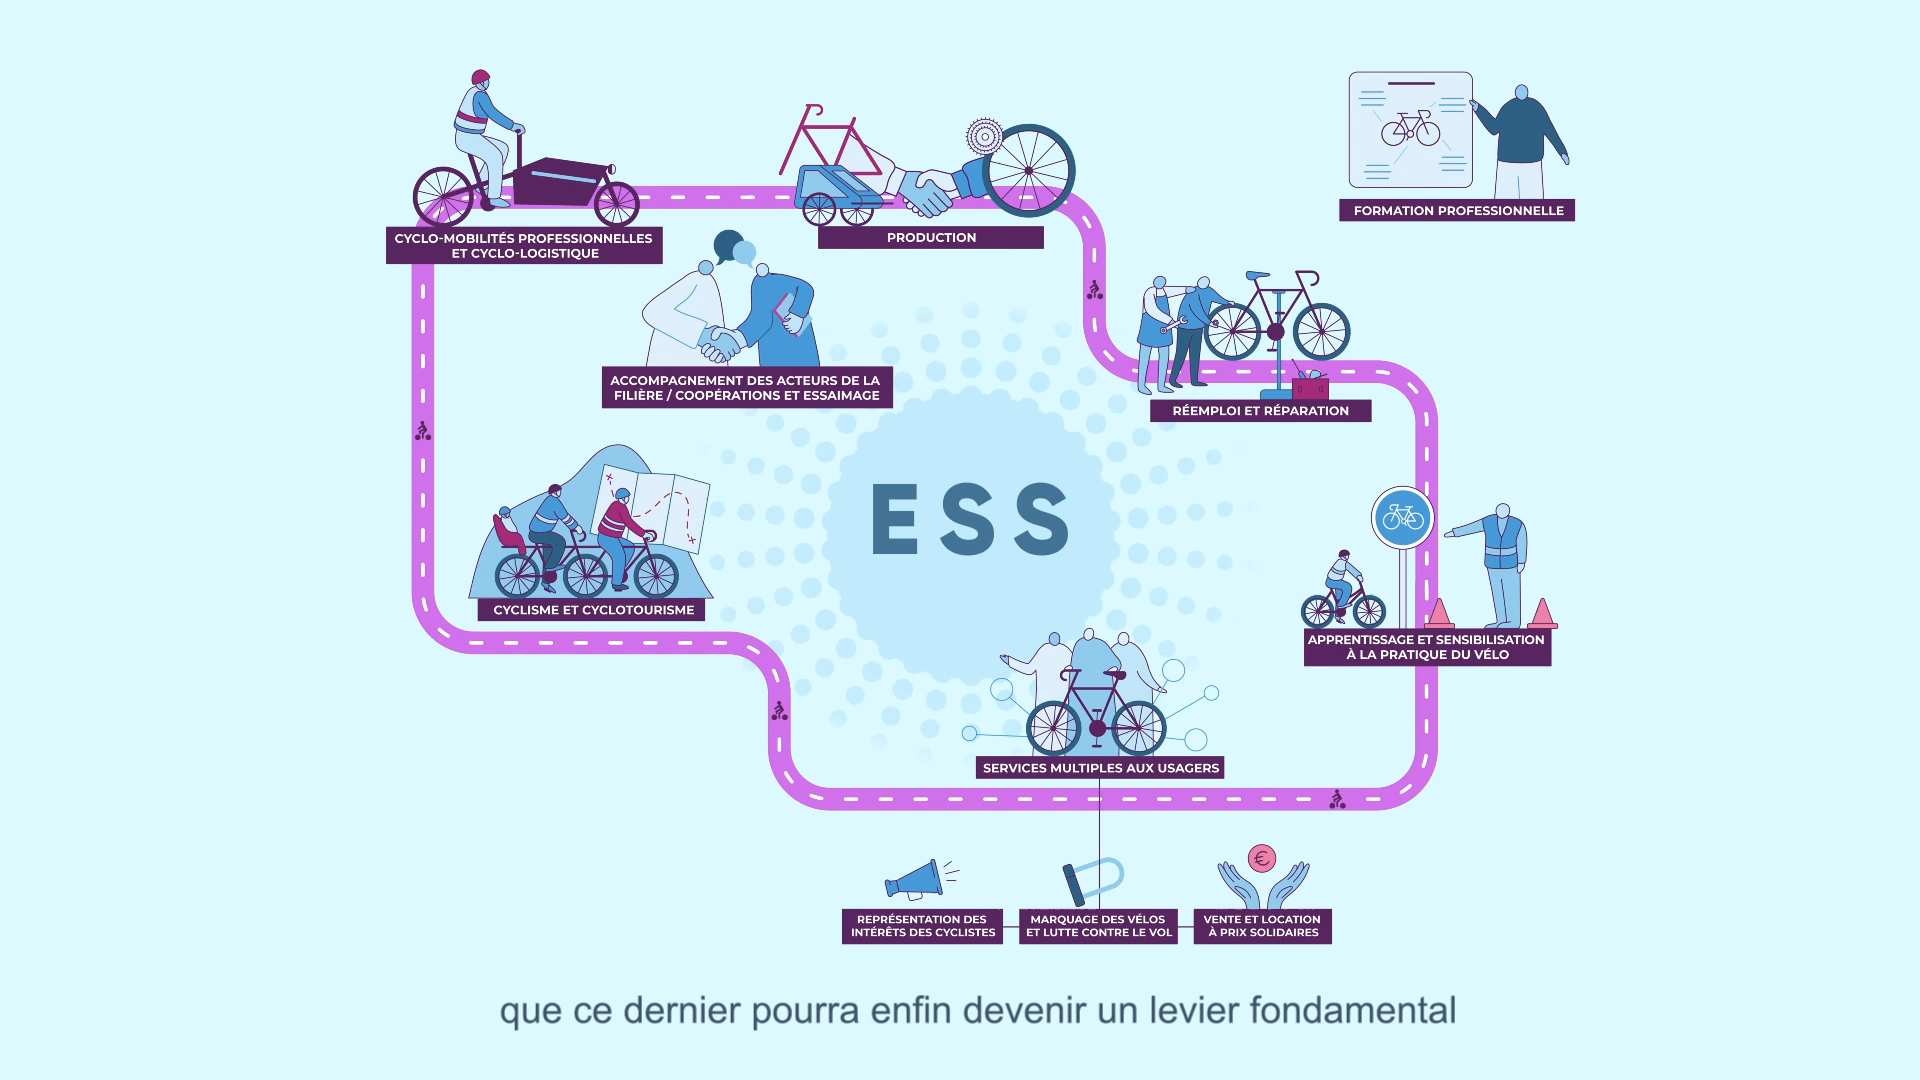 FORMATION PROFESSIONNELLE
CYCLO-MOBILITÉS PROFESSIONNELLES
ET CYCLO-LOGISTIQUE
PRODUCTION
ACCOMPAGNEMENT DES ACTEURS DE LA
FILIÈRE / COOPÉRATIONS ET ESSAIMAGE
RÉEMPLOI ET RÉPARATION
ESS
CYCLISME ET CYCLOTOURISME
APPRENTISSAGE ET SENSIBILISATION
À LA PRATIQUE DU VÉLO
SERVICES MULTIPLES AUX USAGERS
€
REPRÉSENTATION DES
INTÉRÊTS DES CYCLISTES
MARQUAGE DES VÉLOS
ET LUTTE CONTRE LE VOL
VENTE ET LOCATION
À PRIX SOLIDAIRES
que ce dernier pourra enfin devenir un levier fondamental